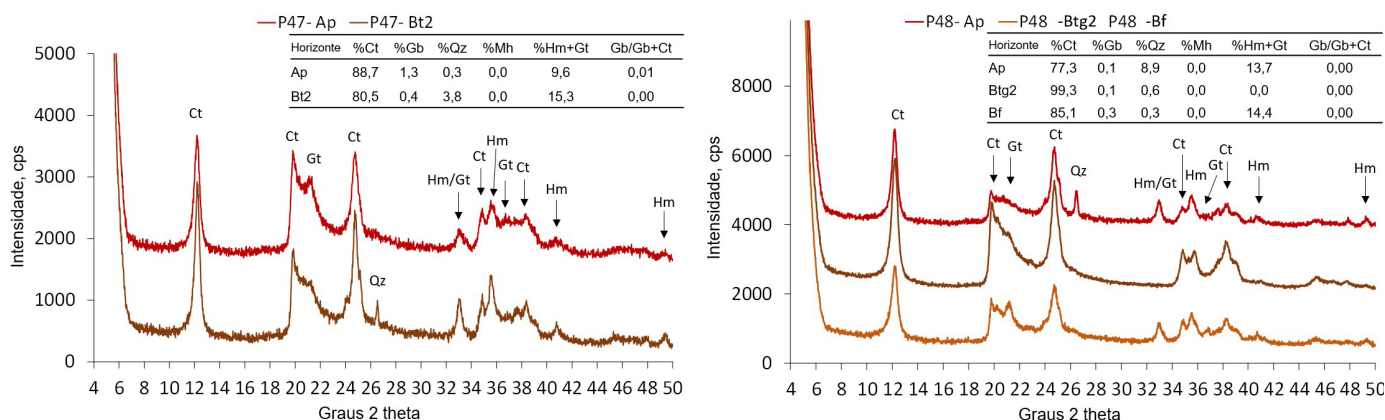 P47- Ap P47- Bt2
Horizonte %Ct %Gb %Qz %Mh %Hm+Gt Gb/Gb+Ct
Ap 88,7 1,3 0,3 0,0 9,6 0,01
Bt2 80,5 0,4 3,8 0,0 15,3 0,00
5000
4000
3000
2000
1000
0
Intensidade, cps
Ct
Ct
Gt
Ct
Qz
Hm/Gt
Ct
Hm
Gt
Ct
Hm
Hm
4 6 8 10 12 14 16 18 20 22 24 26 28 30 32 34 36 38 40 42 44 46 48 50
Graus 2 theta
P48- Ap P48 -Btg2 P48 -Bf
Horizonte %Ct %Gb %Qz %Mh %Hm+Gt Gb/Gb+Ct
Ap 77,3 0,1 8,9 0,0 13,7 0,00
Btg2 99,3 0,1 0,6 0,0 0,0 0,00
Bf 85,1 0,3 0,3 0,0 14,4 0,00
8000
6000
4000
2000
0
Intensidade, cps
Ct
Ct
Gt
Ct
Qz
Hm/Gt
Ct
Hm
Gt
Ct
Hm
Hm
4 6 8 10 12 14 16 18 20 22 24 26 28 30 32 34 36 38 40 42 44 46 48 50
Graus 2 theta